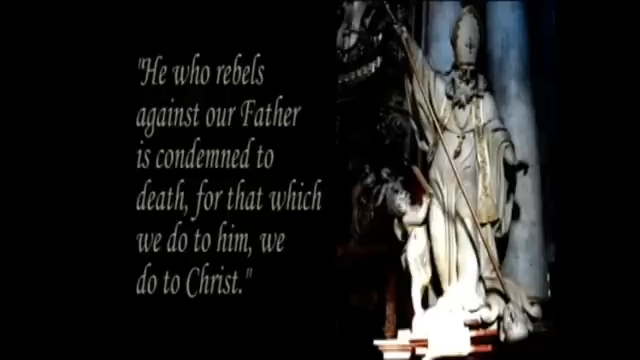 "He who rebels
against our Father
is condemned to
death, for that which
we do to him, we
do to Christ."